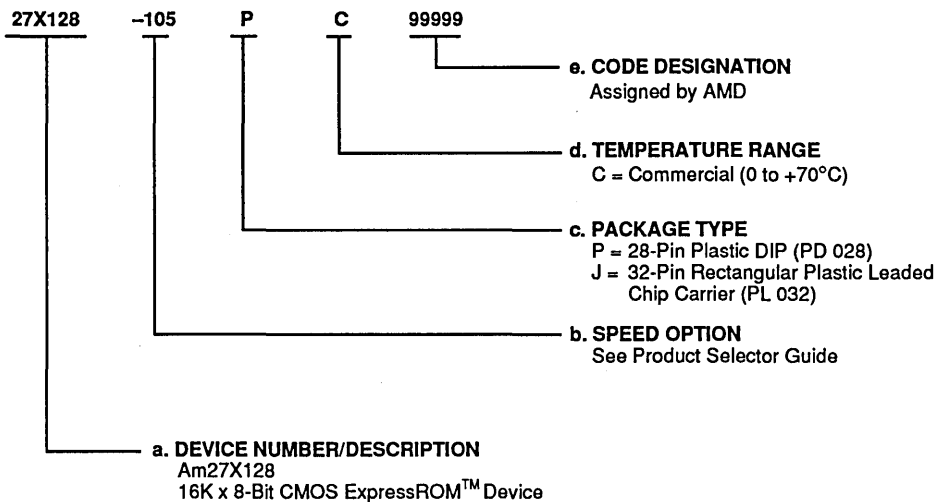 27X128 –105 P C 99999
e. CODE DESIGNATION
Assigned by AMD
d. TEMPERATURE RANGE
C = Commercial (0 to +70°C)
c. PACKAGE TYPE
P = 28-Pin Plastic DIP (PD 028)
J = 32-Pin Rectangular Plastic Leaded
Chip Carrier (PL 032)
b. SPEED OPTION
See Product Selector Guide
a. DEVICE NUMBER/DESCRIPTION
Am27X128
16K x 8-Bit CMOS ExpressROM™ Device